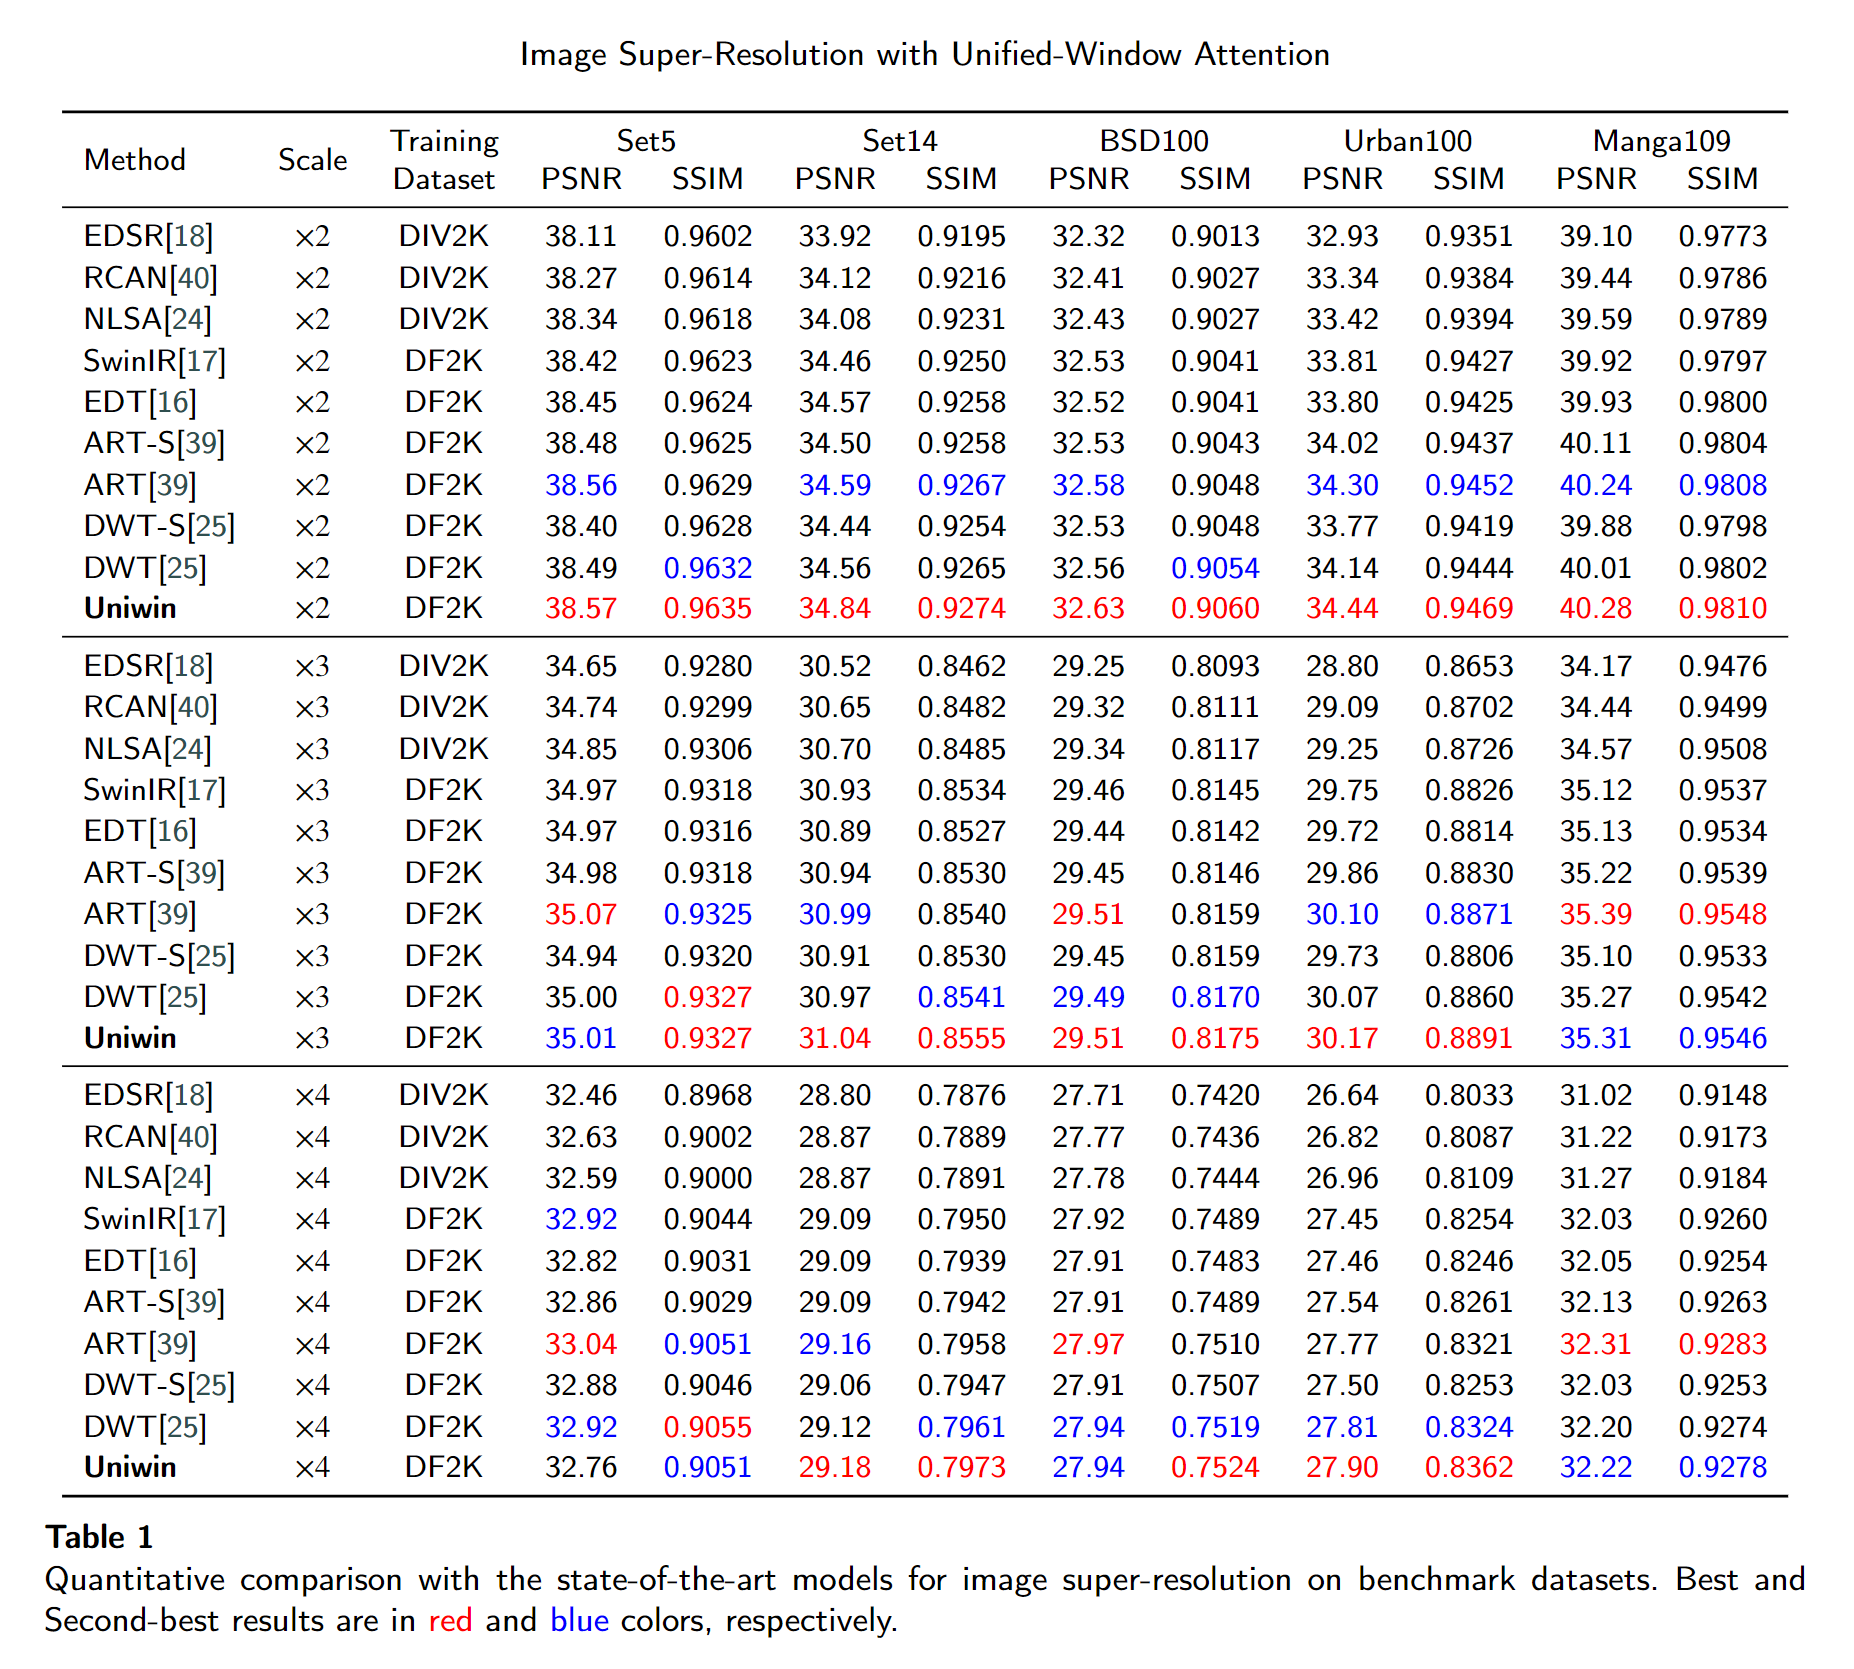 Image Super-Resolution with Unified-Window Attention
Method Scale Training Dataset Set5 Set14 BSD100 Urban100 Manga109
PSNR SSIM PSNR SSIM PSNR SSIM PSNR SSIM PSNR SSIM
EDSR[18] ×2 DIV2K 38.11 0.9602 33.92 0.9195 32.32 0.9013 32.93 0.9351 39.10 0.9773
RCAN[40] ×2 DIV2K 38.27 0.9614 34.12 0.9216 32.41 0.9027 33.34 0.9384 39.44 0.9786
NLSA[24] ×2 DIV2K 38.34 0.9618 34.08 0.9231 32.43 0.9027 33.42 0.9394 39.59 0.9789
SwinIR[17] ×2 DF2K 38.42 0.9623 34.46 0.9250 32.53 0.9041 33.81 0.9427 39.92 0.9797
EDT[16] ×2 DF2K 38.45 0.9624 34.57 0.9258 32.52 0.9041 33.80 0.9425 39.93 0.9800
ART-S[39] ×2 DF2K 38.48 0.9625 34.50 0.9258 32.53 0.9043 34.02 0.9437 40.11 0.9804
ART[39] ×2 DF2K 38.56 0.9629 34.59 0.9267 32.58 0.9048 34.30 0.9452 40.24 0.9808
DWT-S[25] ×2 DF2K 38.40 0.9628 34.44 0.9254 32.53 0.9048 33.77 0.9419 39.88 0.9798
DWT[25] ×2 DF2K 38.49 0.9632 34.56 0.9265 32.56 0.9054 34.14 0.9444 40.01 0.9802
Uniwin ×2 DF2K 38.57 0.9635 34.84 0.9274 32.63 0.9060 34.44 0.9469 40.28 0.9810
EDSR[18] ×3 DIV2K 34.65 0.9280 30.52 0.8462 29.25 0.8093 28.80 0.8653 34.17 0.9476
RCAN[40] ×3 DIV2K 34.74 0.9299 30.65 0.8482 29.32 0.8111 29.09 0.8702 34.44 0.9499
NLSA[24] ×3 DIV2K 34.85 0.9306 30.70 0.8485 29.34 0.8117 29.25 0.8726 34.57 0.9508
SwinIR[17] ×3 DF2K 34.97 0.9318 30.93 0.8534 29.46 0.8145 29.75 0.8826 35.12 0.9537
EDT[16] ×3 DF2K 34.97 0.9316 30.89 0.8527 29.44 0.8142 29.72 0.8814 35.13 0.9534
ART-S[39] ×3 DF2K 34.98 0.9318 30.94 0.8530 29.45 0.8146 29.86 0.8830 35.22 0.9539
ART[39] ×3 DF2K 35.07 0.9325 30.99 0.8540 29.51 0.8159 30.10 0.8871 35.39 0.9548
DWT-S[25] ×3 DF2K 34.94 0.9320 30.91 0.8530 29.45 0.8159 29.73 0.8806 35.10 0.9533
DWT[25] ×3 DF2K 35.00 0.9327 30.97 0.8541 29.49 0.8170 30.07 0.8860 35.27 0.9542
Uniwin ×3 DF2K 35.01 0.9327 31.04 0.8555 29.51 0.8175 30.17 0.8891 35.31 0.9546
EDSR[18] ×4 DIV2K 32.46 0.8968 28.80 0.7876 27.71 0.7420 26.64 0.8033 31.02 0.9148
RCAN[40] ×4 DIV2K 32.63 0.9002 28.87 0.7889 27.77 0.7436 26.82 0.8087 31.22 0.9173
NLSA[24] ×4 DIV2K 32.59 0.9000 28.87 0.7891 27.78 0.7444 26.96 0.8109 31.27 0.9184
SwinIR[17] ×4 DF2K 32.92 0.9044 29.09 0.7950 27.92 0.7489 27.45 0.8254 32.03 0.9260
EDT[16] ×4 DF2K 32.82 0.9031 29.09 0.7939 27.91 0.7483 27.46 0.8246 32.05 0.9254
ART-S[39] ×4 DF2K 32.86 0.9029 29.09 0.7942 27.91 0.7489 27.54 0.8261 32.13 0.9263
ART[39] ×4 DF2K 33.04 0.9051 29.16 0.7958 27.97 0.7510 27.77 0.8321 32.31 0.9283
DWT-S[25] ×4 DF2K 32.88 0.9046 29.06 0.7947 27.91 0.7507 27.50 0.8253 32.03 0.9253
DWT[25] ×4 DF2K 32.92 0.9055 29.12 0.7961 27.94 0.7519 27.81 0.8324 32.20 0.9274
Uniwin ×4 DF2K 32.76 0.9051 29.18 0.7973 27.94 0.7524 27.90 0.8362 32.22 0.9278
Table 1
Quantitative comparison with the state-of-the-art models for image super-resolution on benchmark datasets. Best and
Second-best results are in red and blue colors, respectively.